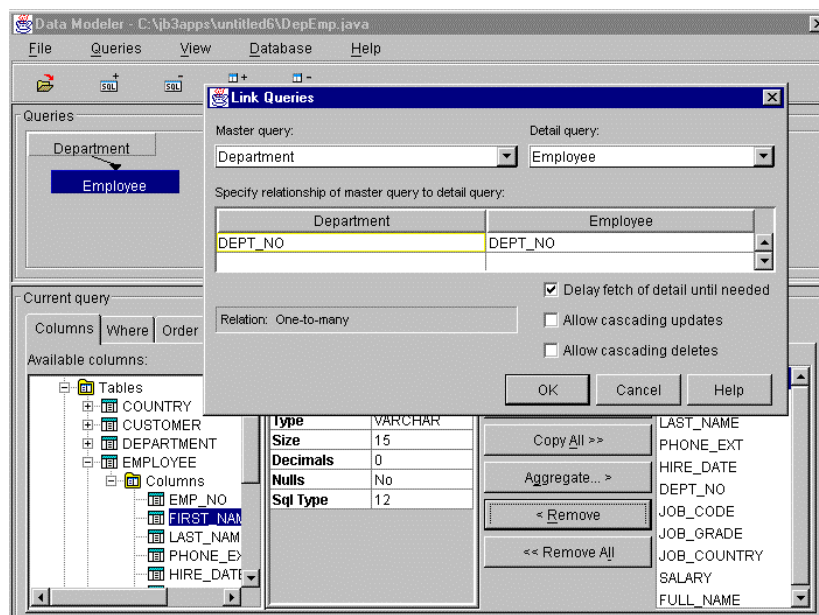 Data Modeler - C:\jb3apps\untitled6\DepEmp.java
File Queries View Database Help
SQL SQL
Queries
Department
Employee
Link Queries
Master query: Detail query:
Department Employee
Specify relationship of master query to detail query:
Department Employee
DEPT_NO DEPT_NO
Delay fetch of detail until needed
Relation: One-to-many
Allow cascading updates
Allow cascading deletes
OK Cancel Help
Current query
Columns Where Order
Available columns:
Tables
COUNTRY
CUSTOMER
DEPARTMENT
EMPLOYEE
Columns
EMP_NO
FIRST_NAM
LAST_NAM
PHONE_EX
HIRE_DATE
Type VARCHAR
Size 15
Decimals 0
Nulls No
Sql Type 12
Copy All >>
Aggregate... >
< Remove
<< Remove All
LAST_NAME
PHONE_EXT
HIRE_DATE
DEPT_NO
JOB_CODE
JOB_GRADE
JOB_COUNTRY
SALARY
FULL_NAME